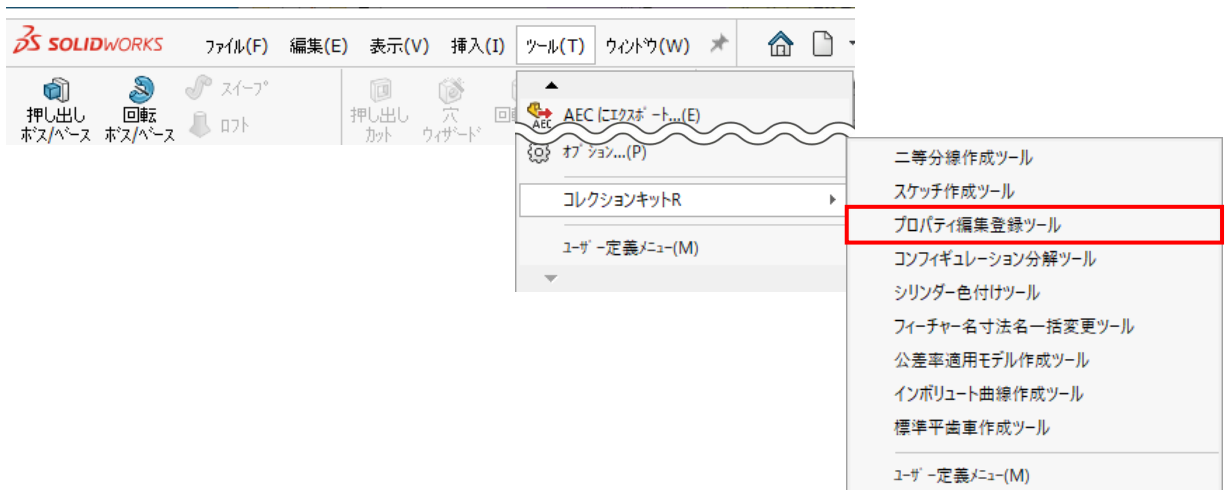 SOLIDWORKS ファイル(F) 編集(E) 表示(V) 挿入(I) ツール(T) ウィンドウ(W)
押し出し
ボス/ベース
回転
ボス/ベース
スイープ
ロフト
押し出し
カット
穴
ウィザード
回
AEC にエクスポート...(E)
オプション...(P)
コレクションキットR
ユーザー定義メニュー(M)
二等分線作成ツール
スケッチ作成ツール
プロパティ編集登録ツール
コンフィギュレーション分解ツール
シリンダー色付けツール
フィーチャー名寸法名一括変更ツール
公差率適用モデル作成ツール
インボリュート曲線作成ツール
標準平歯車作成ツール
ユーザー定義メニュー(M)